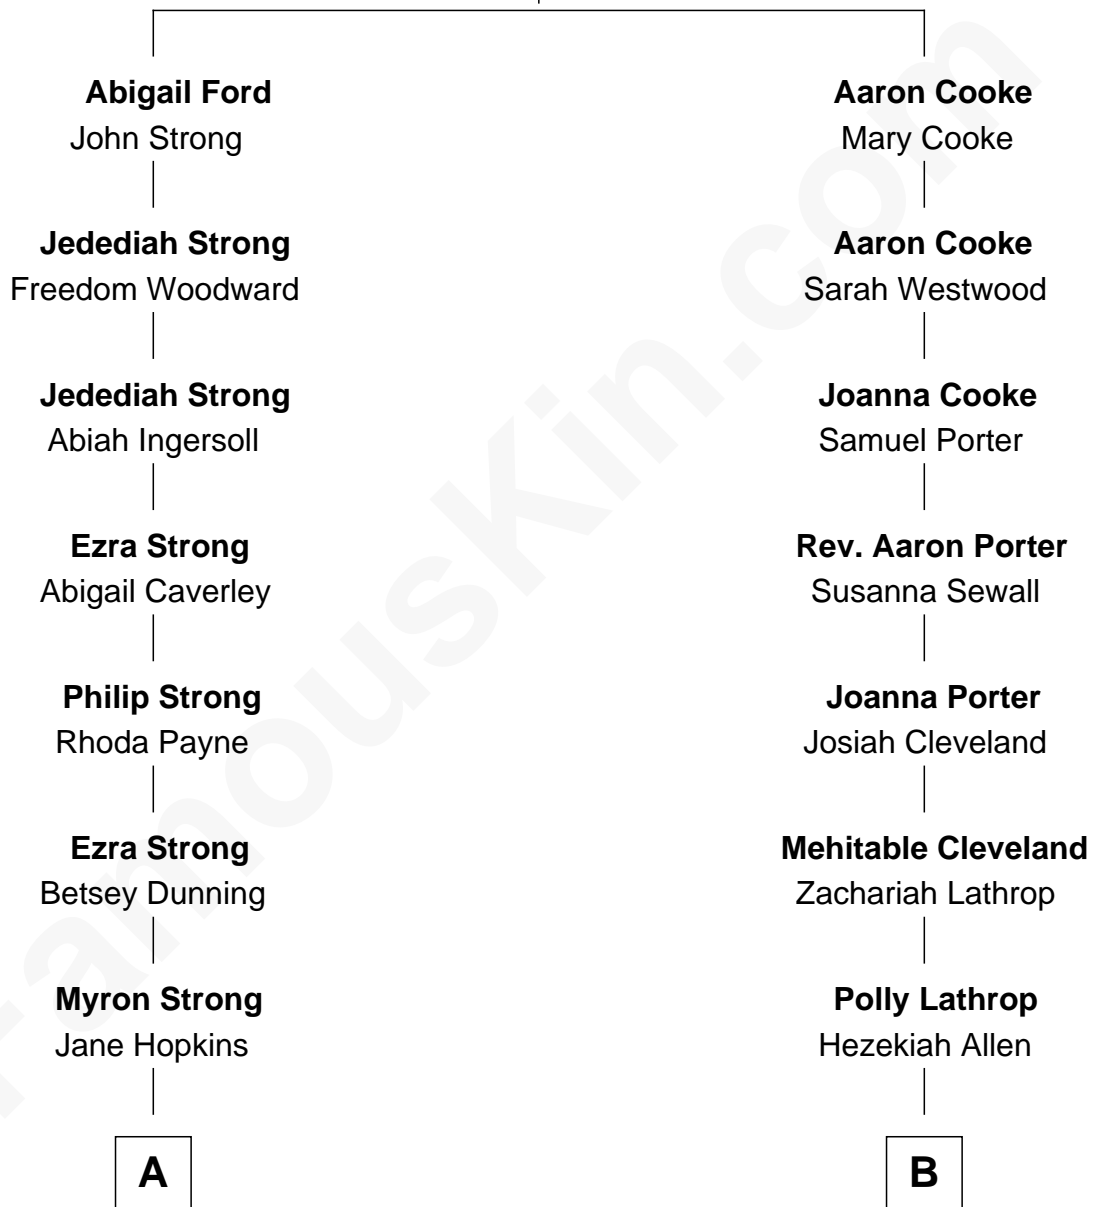 Abigail Ford
John Strong
Aaron Cooke
Mary Cooke
Jedediah Strong
Freedom Woodward
Aaron Cooke
Sarah Westwood
Jedediah Strong
Abiah Ingersoll
Joanna Cooke
Samuel Porter
Ezra Strong
Abigail Caverley
Rev. Aaron Porter
Susanna Sewall
Philip Strong
Rhoda Payne
Joanna Porter
Josiah Cleveland
Ezra Strong
Betsey Dunning
Mehitable Cleveland
Zachariah Lathrop
Myron Strong
Jane Hopkins
Polly Lathrop
Hezekiah Allen
A
B
FamousKin.com